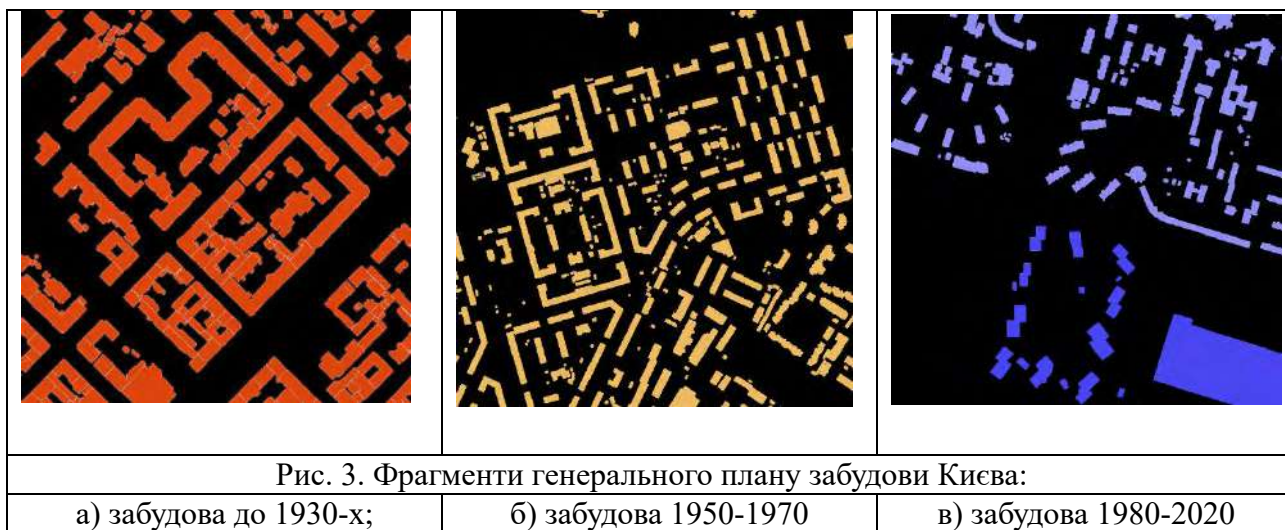 Рис. 3. Фрагменти генерального плану забудови Києва:
а) забудова до 1930-х;
б) забудова 1950-1970
в) забудова 1980-2020